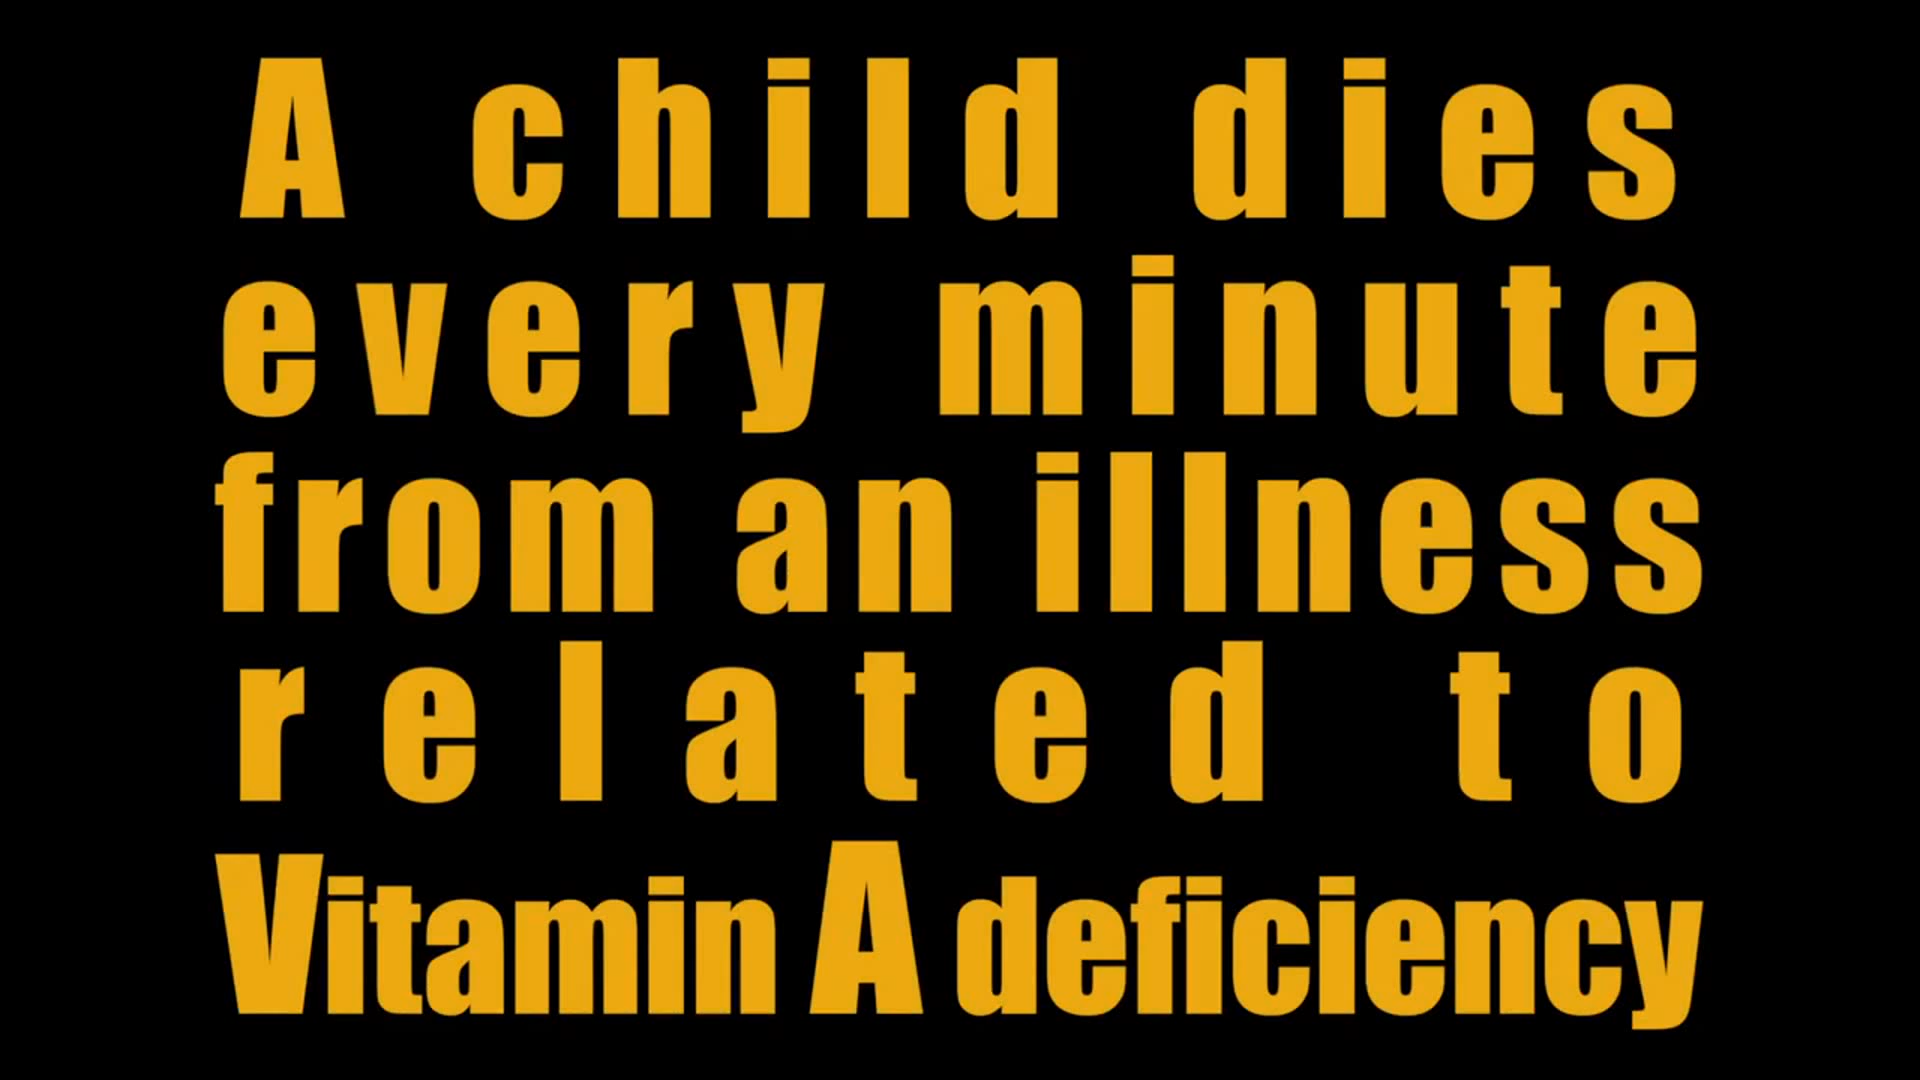 A child dies
every minute
from an illness
related to
Vitamin A deficiency